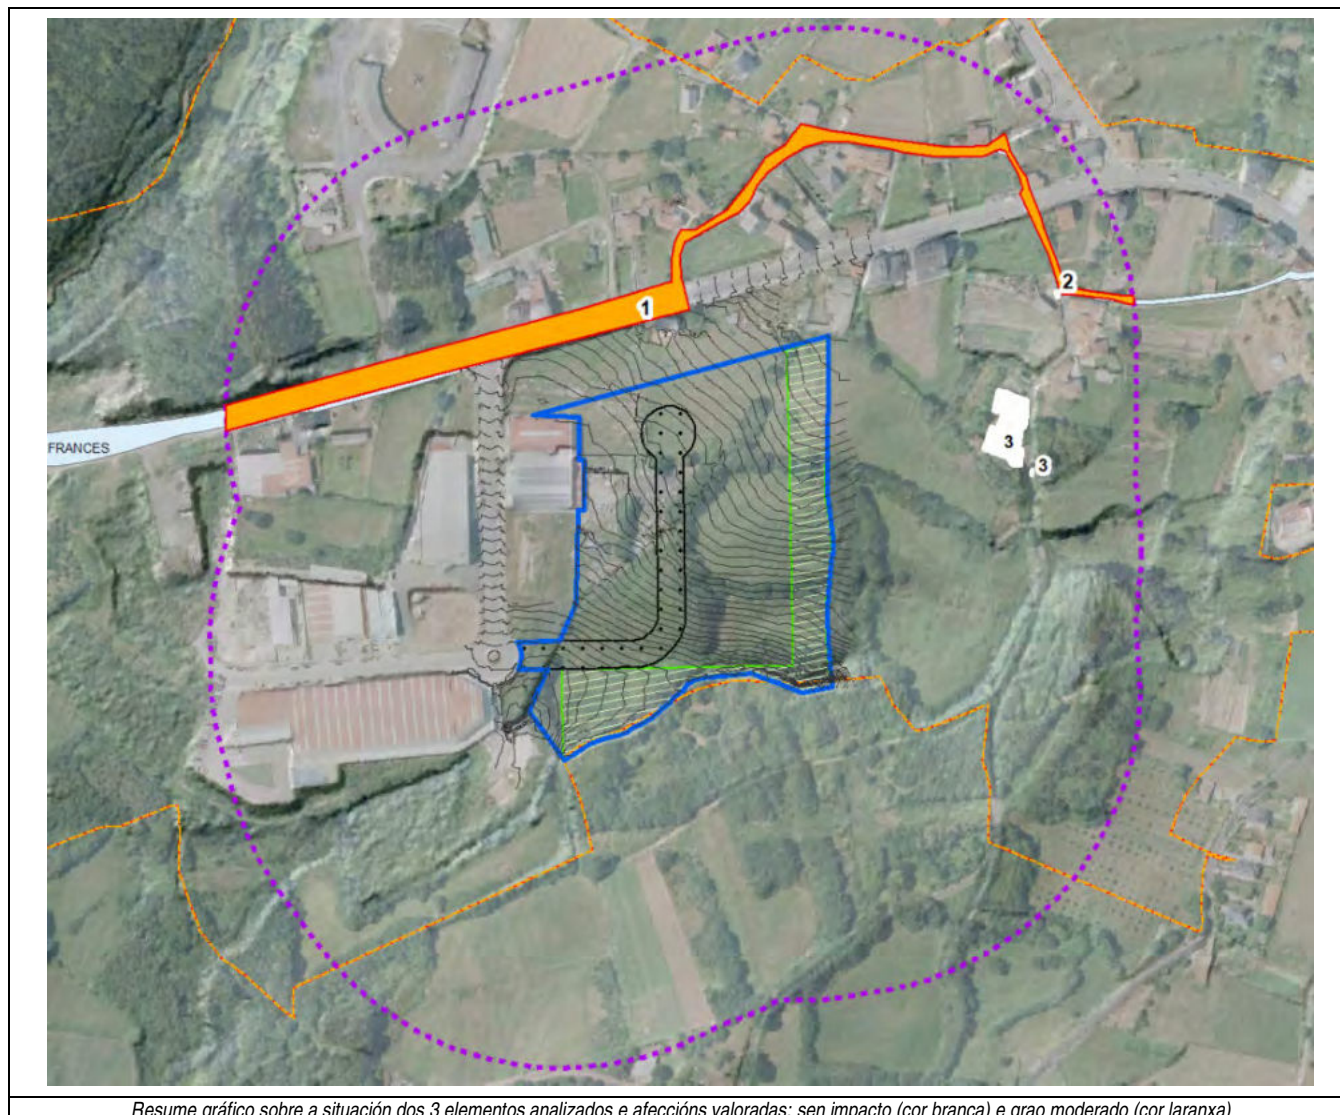 1
2
FRANCES
3
3
Resume gráfico sobre a situación dos 3 elementos analizados e afeccións valoradas: sen impacto (cor branca) e grao moderado (cor laranxa)